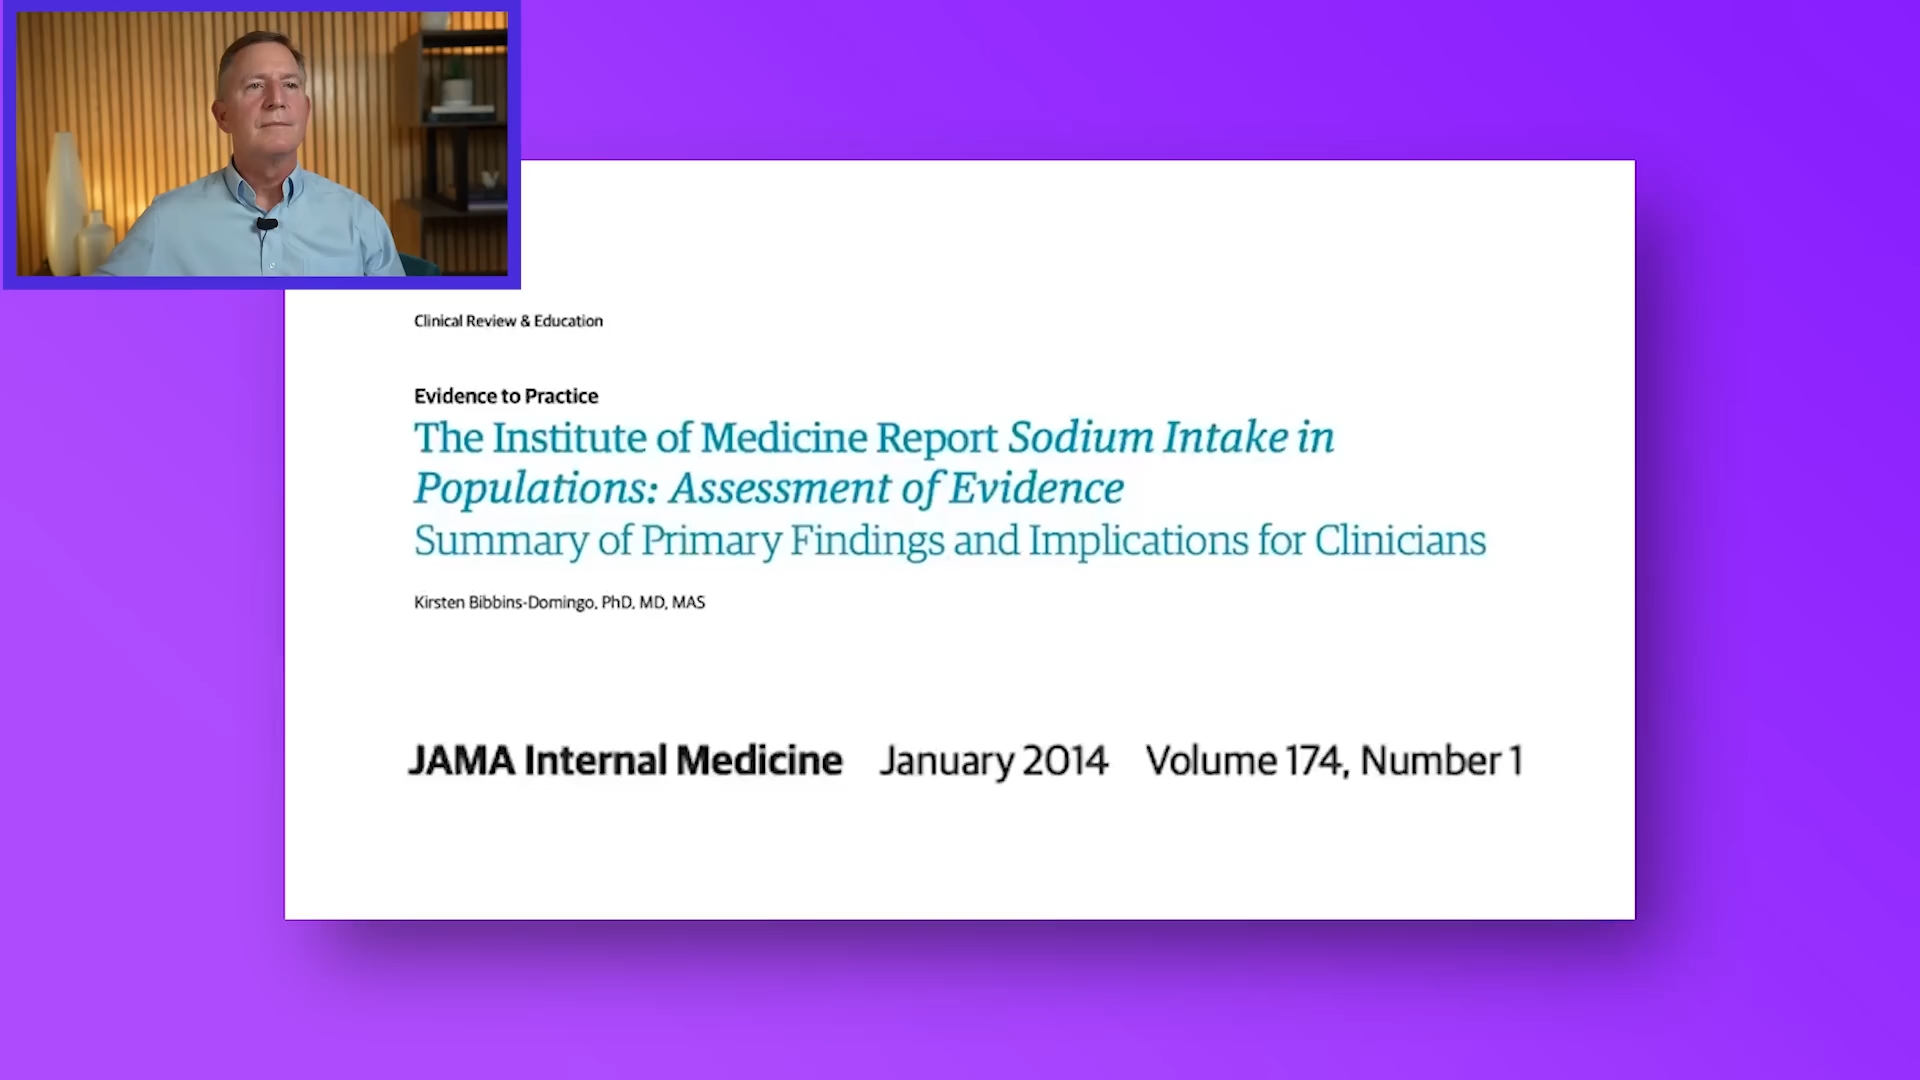 Clinical Review & Education
Evidence to Practice
The Institute of Medicine Report Sodium Intake in
Populations: Assessment of Evidence
Summary of Primary Findings and Implications for Clinicians
Kirsten Bibbins-Domingo, PhD, MD, MAS
JAMA Internal Medicine January 2014 Volume 174, Number 1